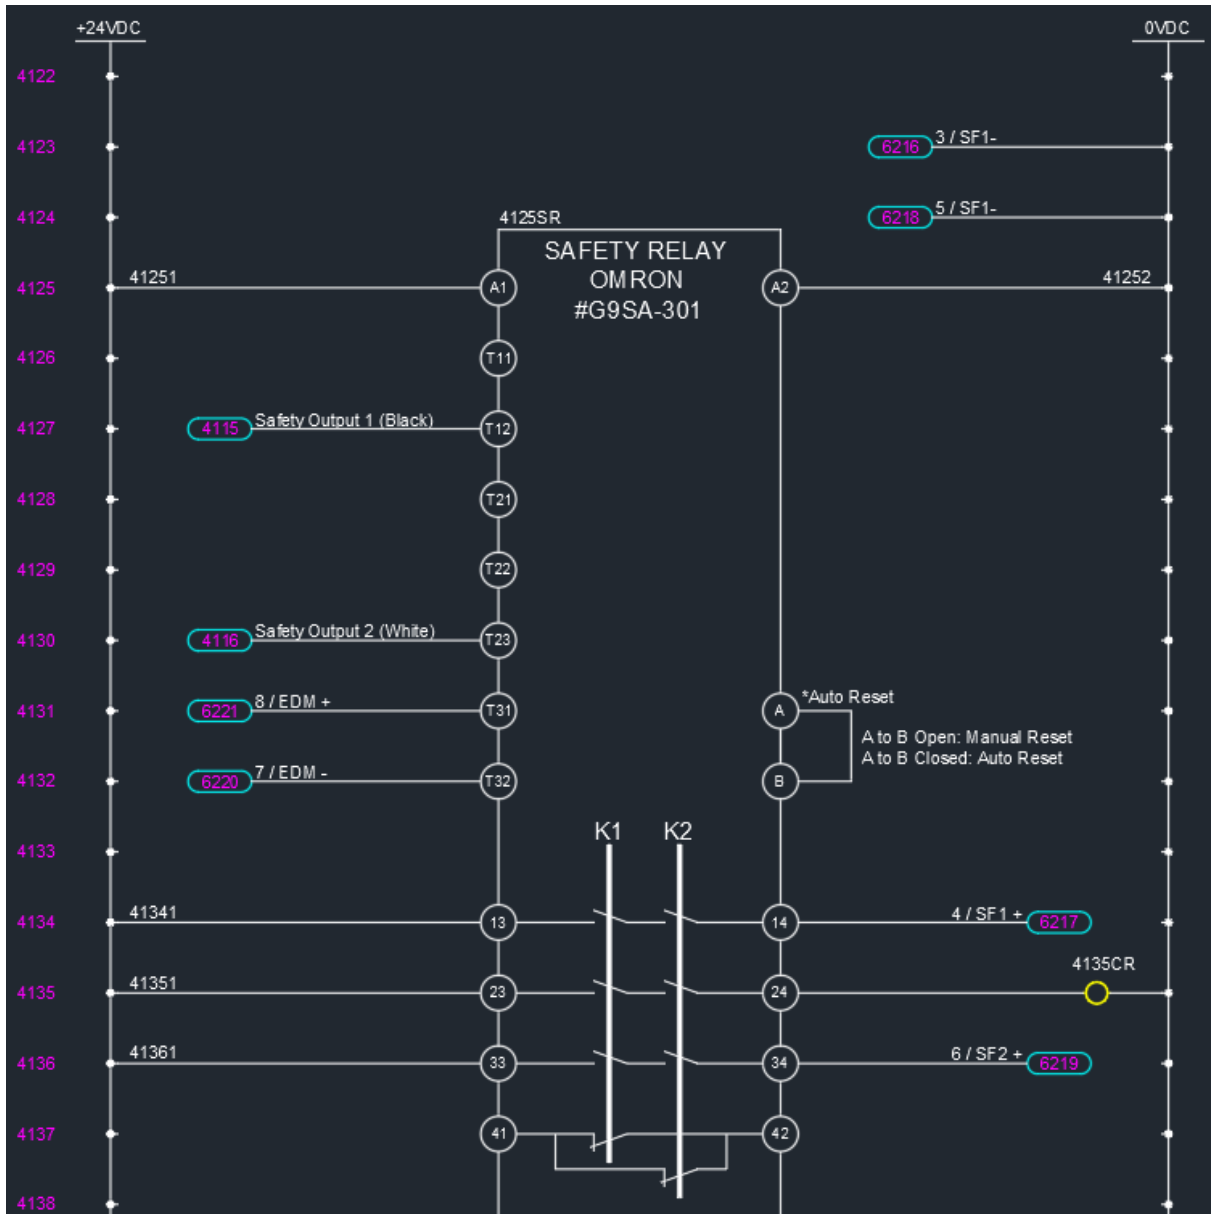 +24VDC
0VDC
4122
4123
6216 3 / SF1-
4124
4125SR
6218 5 / SF1-
SAFETY RELAY
OMRON
#G9SA-301
4125
41251
A1
A2
41252
4126
T11
4127
4115 Safety Output 1 (Black)
T12
4128
T21
4129
T22
4130
4116 Safety Output 2 (White)
T23
4131
6221 8 / EDM +
T31
A
*Auto Reset
A to B Open: Manual Reset
A to B Closed: Auto Reset
4132
6220 7 / EDM -
T32
B
4133
K1 K2
4134
41341
13
14
4 / SF1 + 6217
4135
41351
23
24
4135CR
4136
41361
33
34
6 / SF2 + 6219
4137
41
42
4138